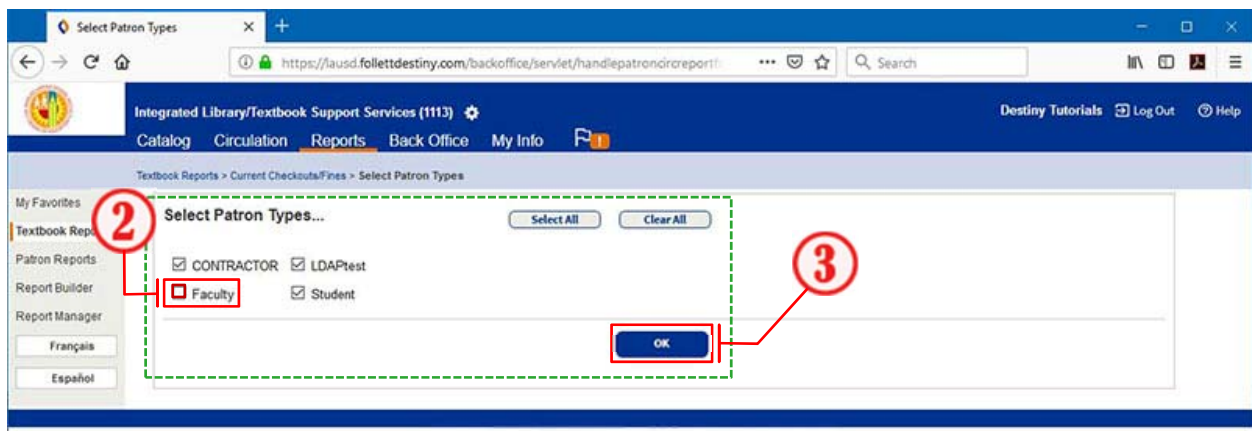 Select Patron Types
https://lausd.follettdestiny.com/backoffice/servlet/handlepatroncircreportf
Search
Integrated Library/Textbook Support Services (1113)
Destiny Tutorials Log Out Help
Catalog Circulation Reports Back Office My Info
Textbook Reports > Current Checkouts/Fines > Select Patron Types
My Favorites
Textbook Rep
Patron Reports
Report Builder
Report Manager
Français
Español
2
Select Patron Types...
Select All Clear All
CONTRACTOR LDAPtest
Faculty Student
3
OK